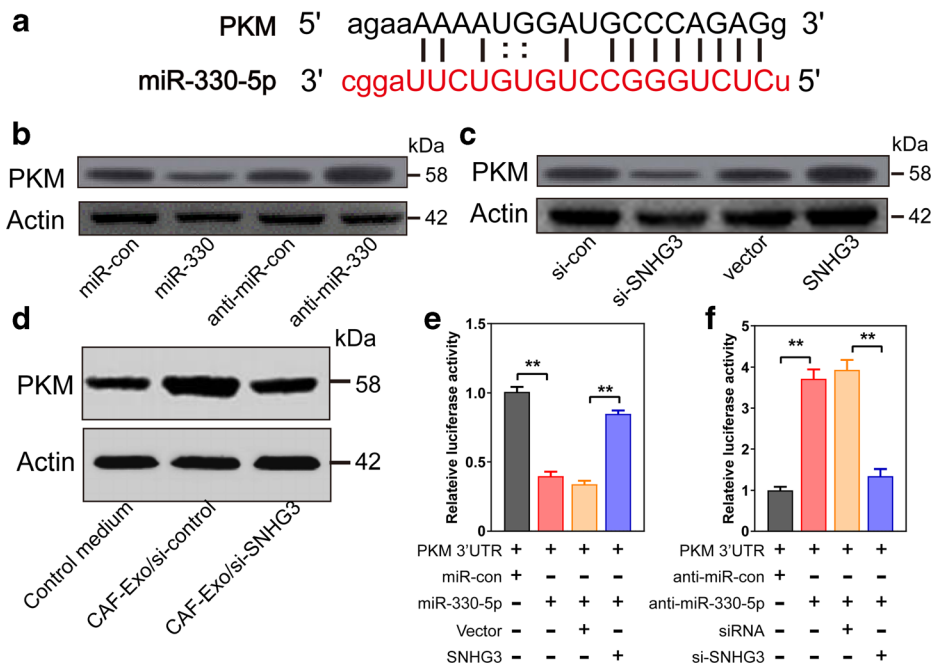 a
PKM 5' agaaAAAAUGGAUGCCCAGAGg 3'
miR-330-5p 3' cggaUUCUGUGUCCGGGUCUCu 5'
b
kDa
PKM 58
Actin 42
miR-con miR-330 anti-miR-con anti-miR-330
c
kDa
PKM 58
Actin 42
si-con si-SNHG3 vector SNHG3
d
kDa
PKM 58
Actin 42
Control medium CAF-Exo/si-control CAF-Exo/si-SNHG3
e
Relateive luciferase activity
1.5
1.0
0.5
0
** **
PKM 3'UTR + + + +
miR-con + − − −
miR-330-5p − + + +
Vector − − + −
SNHG3 − − − +
f
Relateive luciferase activity
5
4
3
2
1
0
** **
PKM 3'UTR + + + +
anti-miR-con + − − −
anti-miR-330-5p − + + +
siRNA − − + −
si-SNHG3 − − − +